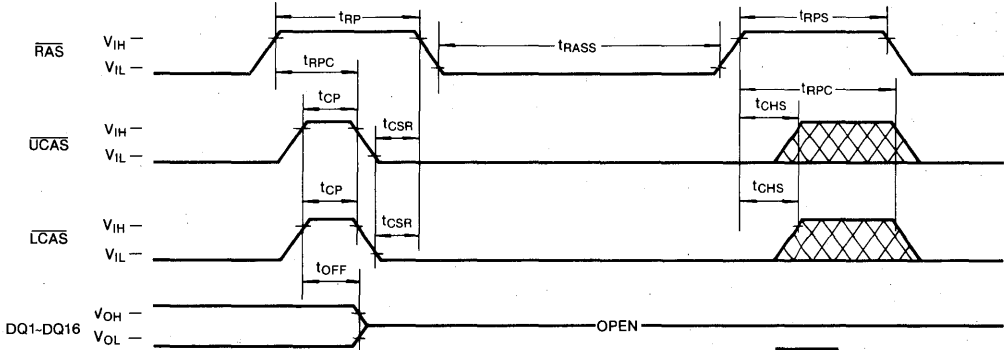 tRP
tRPS
RAS
VIH
VIL
tRASS
tRPC
tRPC
tCP
tCHS
UCAS
VIH
VIL
tCSR
tCP
tCHS
LCAS
VIH
VIL
tCSR
tOFF
DQ1~DQ16
VOH
VOL
OPEN